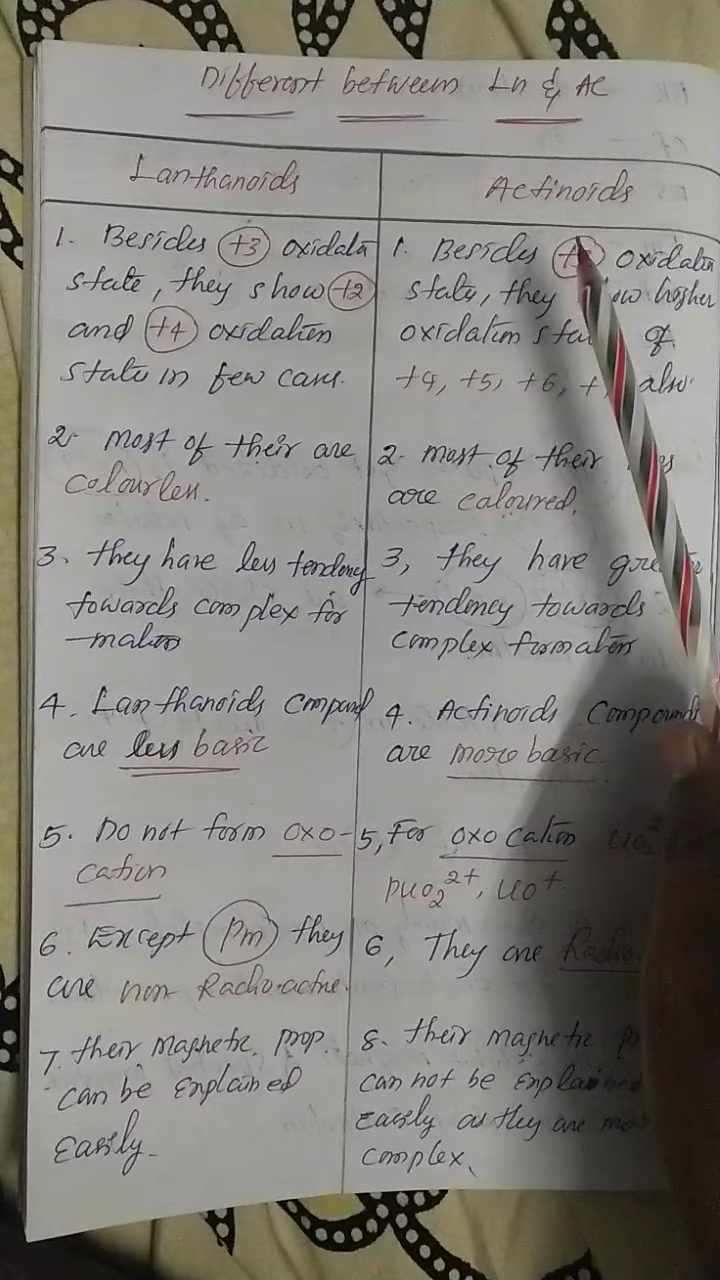 Different between Ln & AC
Lanthanoids
1. Besides +3 oxidatn
state, they show +2
and +4 oxidation
state in few cases.
2. most of their are
colourless.
3. they have less tendency
towards complex for
-mation
4. Lanthanoids compound
are less basic
5. Do not form oxo-
cation
6. Except Pm they
are non Radio-active.
7. their magnetic prop.
can be explained
easily.
Actinoids
1. Besides oxidatn
state, they higher
oxidation of
+4, +5, +6, + also.
2. most of their
are coloured.
3, they have
tendency towards
complex formation
4. Actinoids Compounds
are more basic.
5, For oxo cation
PuO₂²⁺, UO⁺
6, They are
8. their magnetic
can not be explained
easily as they are
complex.